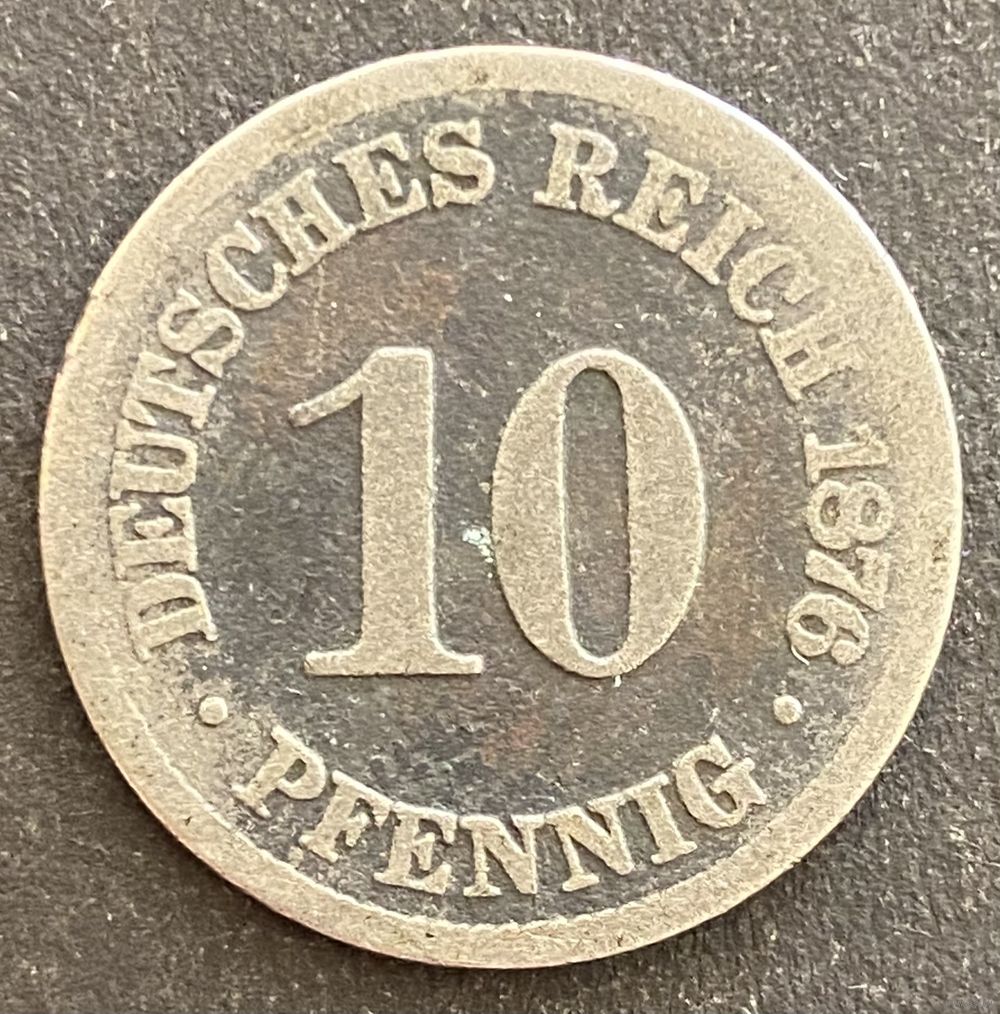 DEUTSCHES REICH 1876
10
· PFENNIG ·